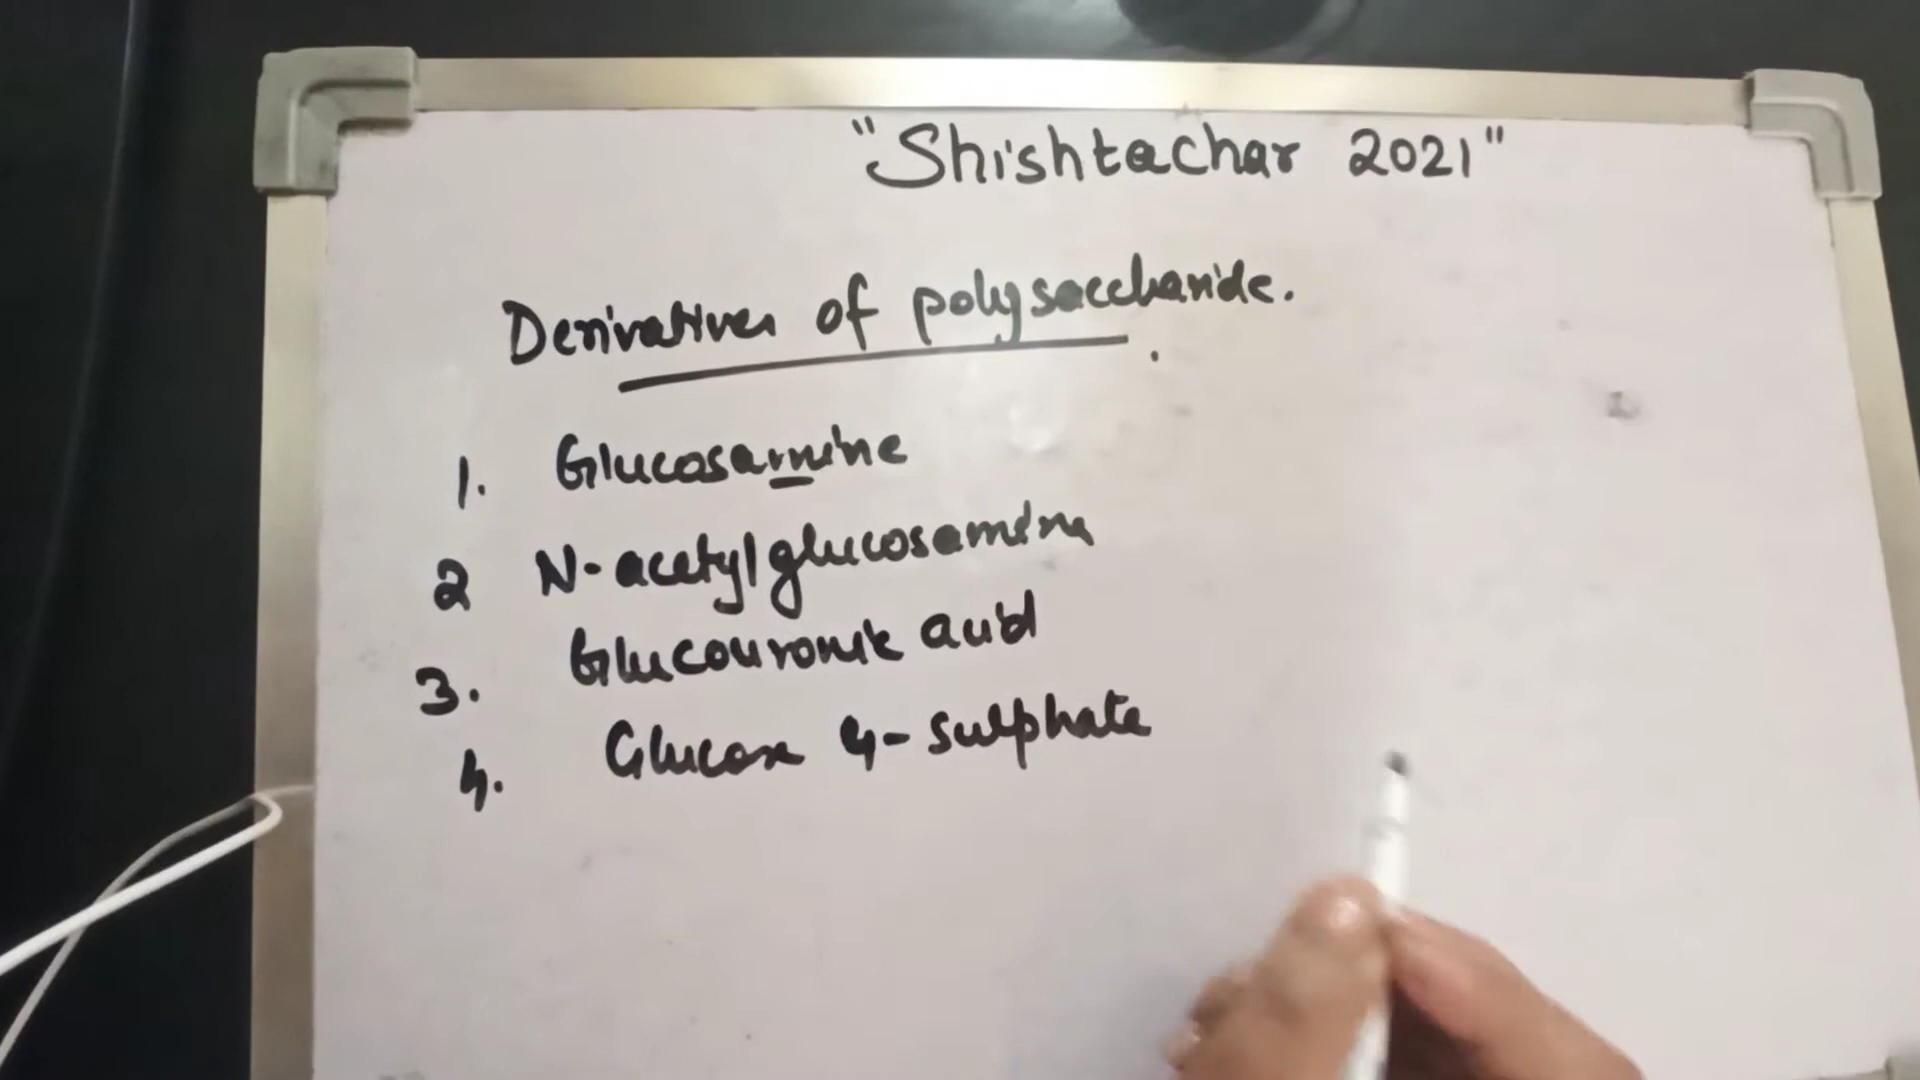 "Shishtachar 2021"
Derivatives of polysaccharide.
1. Glucosamine
2 N-acetylglucosamine
3. Glucouronic acid
4. Glucose 4-sulphate